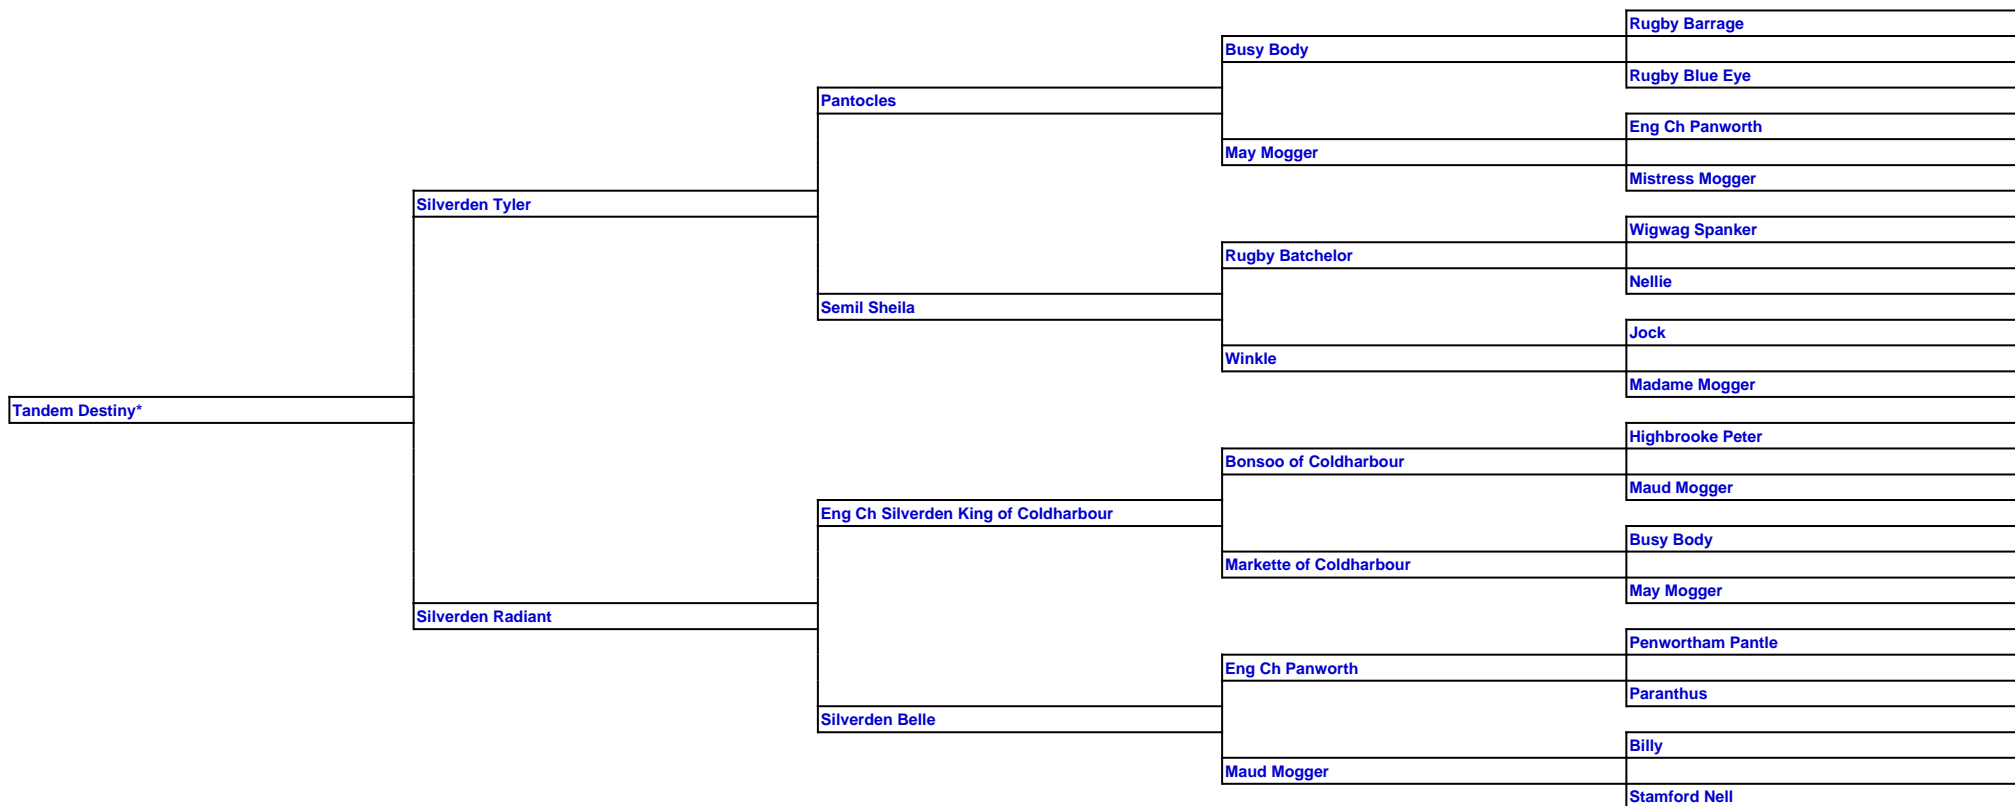 Rugby Barrage
Busy Body
Rugby Blue Eye
Pantocles
Eng Ch Panworth
May Mogger
Mistress Mogger
Silverden Tyler
Wigwag Spanker
Rugby Batchelor
Nellie
Semil Sheila
Jock
Winkle
Madame Mogger
Tandem Destiny*
Highbrooke Peter
Bonsoo of Coldharbour
Maud Mogger
Eng Ch Silverden King of Coldharbour
Busy Body
Markette of Coldharbour
May Mogger
Silverden Radiant
Penwortham Pantle
Eng Ch Panworth
Paranthus
Silverden Belle
Billy
Maud Mogger
Stamford Nell